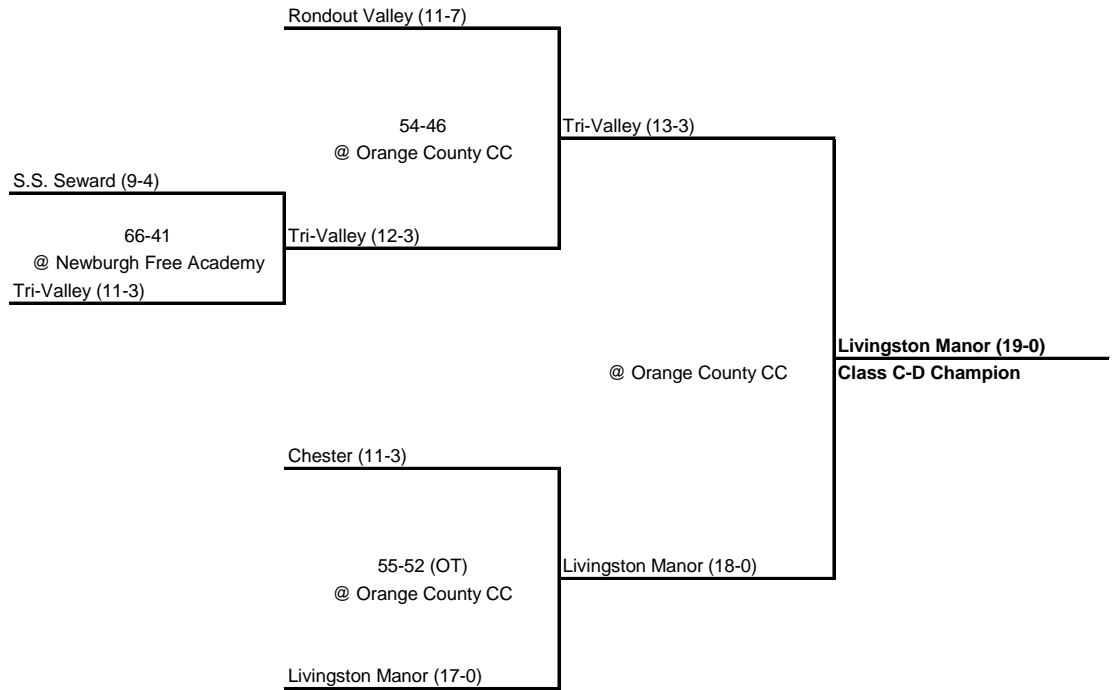 Rondout Valley (11-7)
54-46
@ Orange County CC
Tri-Valley (13-3)
S.S. Seward (9-4)
66-41
@ Newburgh Free Academy
Tri-Valley (12-3)
Tri-Valley (11-3)
Livingston Manor (19-0)
@ Orange County CC
Class C-D Champion
Chester (11-3)
55-52 (OT)
@ Orange County CC
Livingston Manor (18-0)
Livingston Manor (17-0)